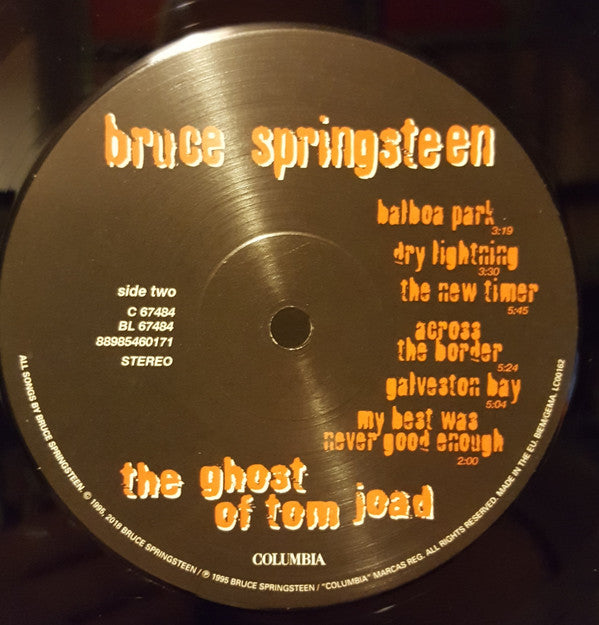 bruce springsteen
balboa park
3:19
dry lightning
3:30
the new timer
5:45
across
the border
5:24
galveston bay
5:04
my best was
never good enough
2:00
side two
C 67484
BL 67484
88985460171
STEREO
the ghost
of tom joad
COLUMBIA
ALL SONGS BY BRUCE SPRINGSTEEN. © 1995, 2018 BRUCE SPRINGSTEEN / ℗ 1995 BRUCE SPRINGSTEEN / "COLUMBIA" MARCAS REG. ALL RIGHTS RESERVED. MADE IN THE EU. BIEM/GEMA. LC00162